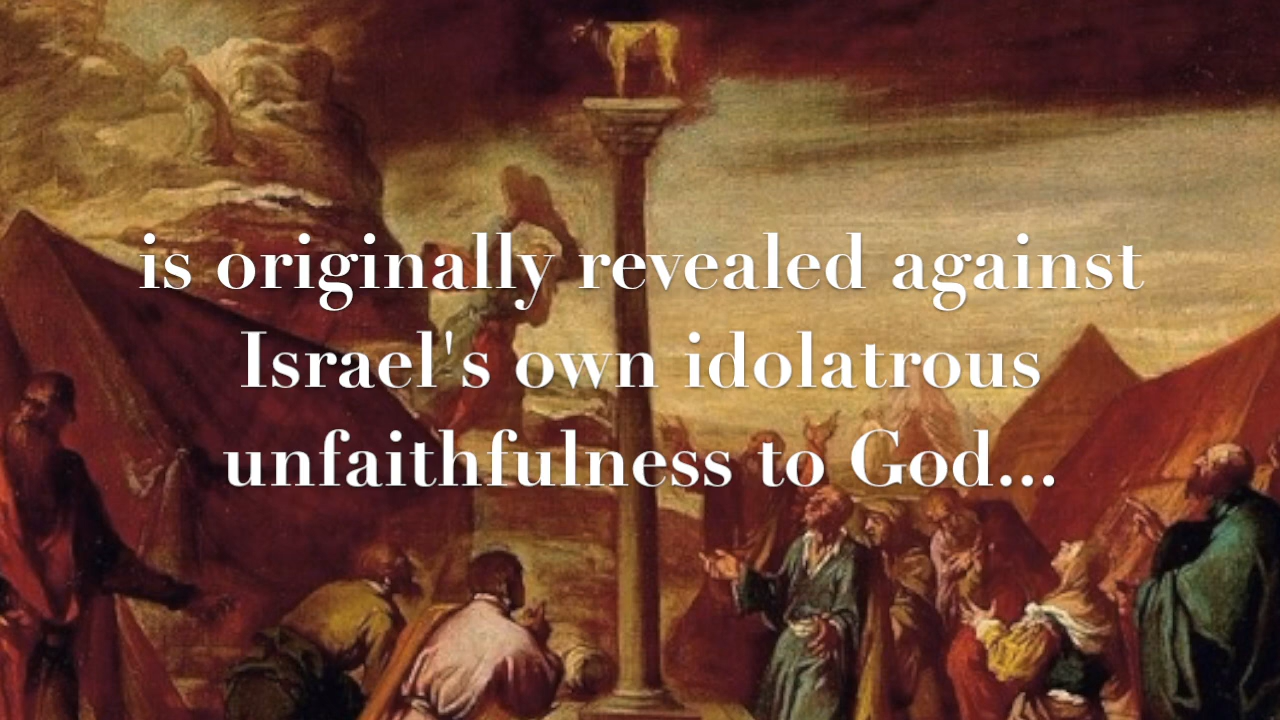 is originally revealed against
Israel's own idolatrous
unfaithfulness to God...